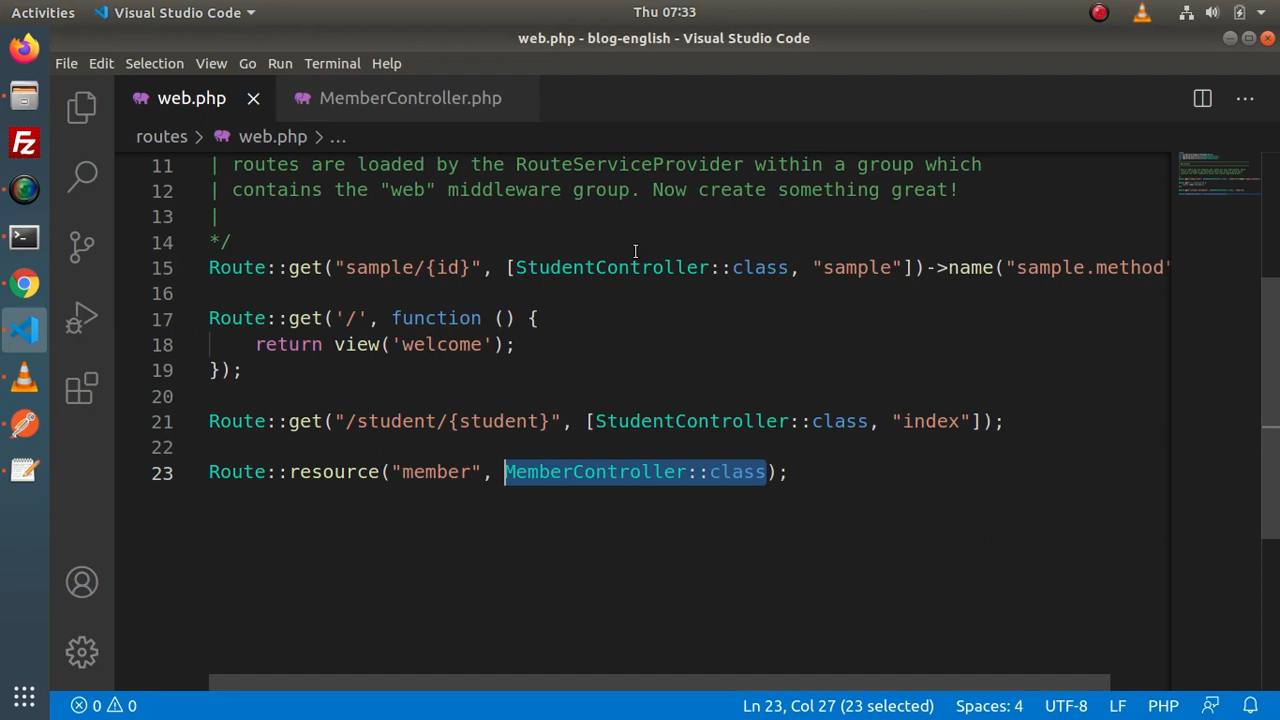 Activities
Visual Studio Code
Thu 07:33
web.php - blog-english - Visual Studio Code
File Edit Selection View Go Run Terminal Help
web.php
MemberController.php
routes > web.php > ...
11 | routes are loaded by the RouteServiceProvider within a group which
12 | contains the "web" middleware group. Now create something great!
13 |
14 */
15 Route::get("sample/{id}", [StudentController::class, "sample"])->name("sample.method"
16
17 Route::get('/', function () {
18 return view('welcome');
19 });
20
21 Route::get("/student/{student}", [StudentController::class, "index"]);
22
23 Route::resource("member", MemberController::class);
0 0
Ln 23, Col 27 (23 selected) Spaces: 4 UTF-8 LF PHP